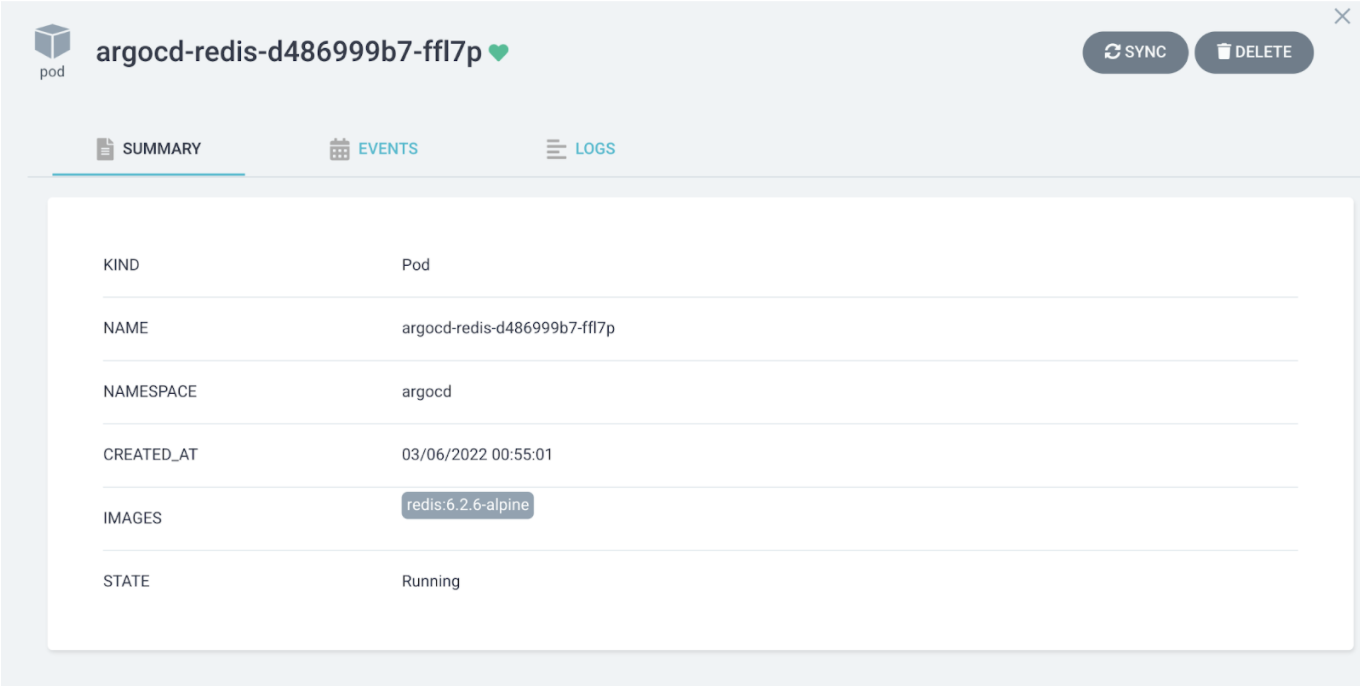 argocd-redis-d486999b7-ffl7p
pod
SYNC
DELETE
SUMMARY
EVENTS
LOGS
KIND Pod
NAME argocd-redis-d486999b7-ffl7p
NAMESPACE argocd
CREATED_AT 03/06/2022 00:55:01
IMAGES redis:6.2.6-alpine
STATE Running